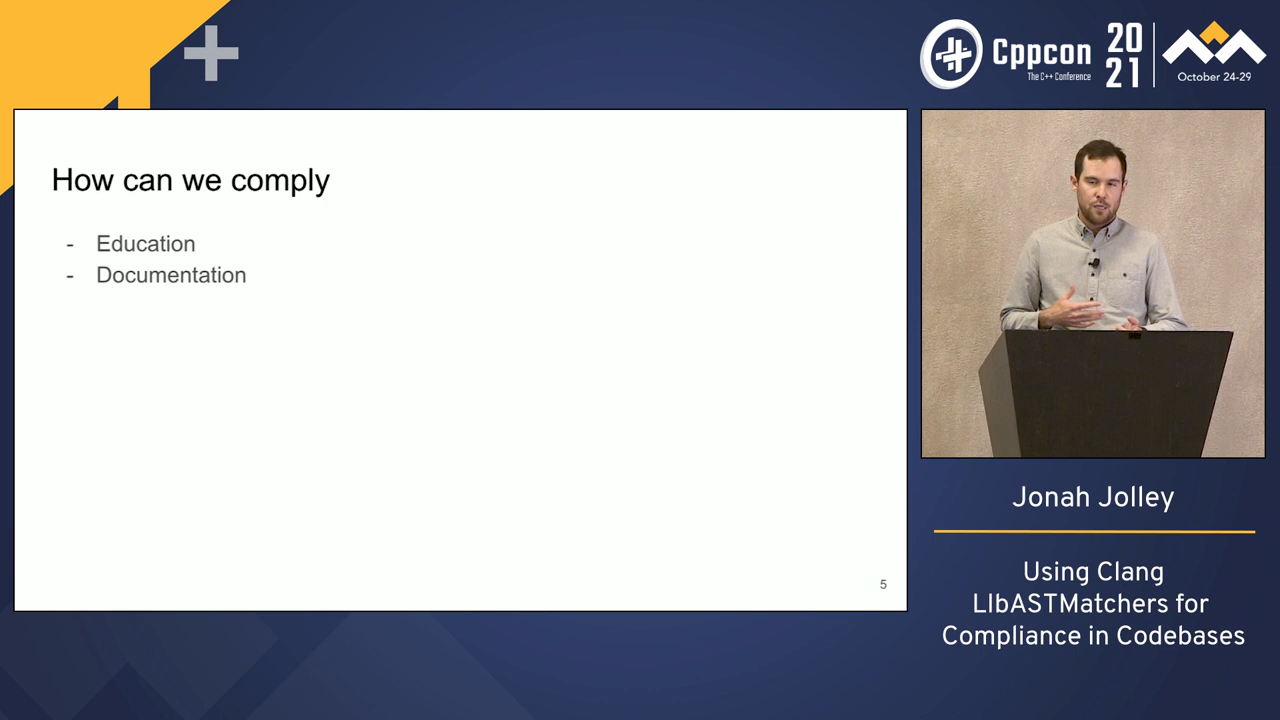 Cppcon
The C++ Conference
20
21
October 24-29
How can we comply
- Education
- Documentation
5
Jonah Jolley
Using Clang
LIbASTMatchers for
Compliance in Codebases